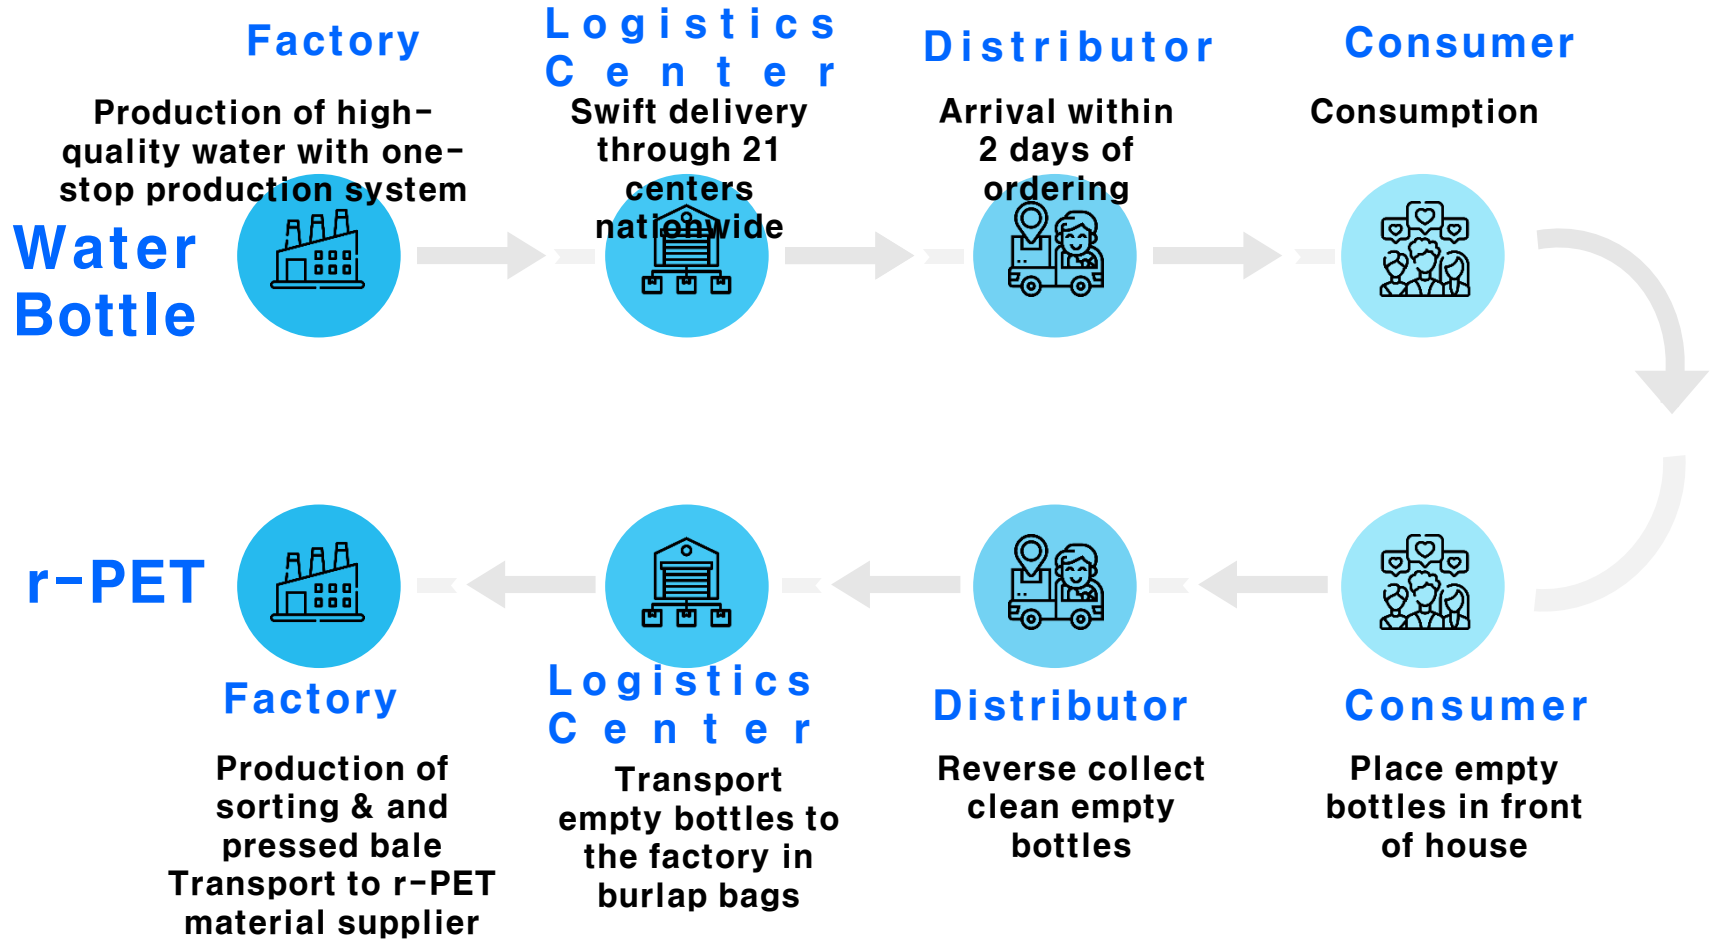 Factory
Production of high-
quality water with one-
stop production system
Logistics
Center
Swift delivery
through 21
centers
nationwide
Distributor
Arrival within
2 days of
ordering
Consumer
Consumption
Water
Bottle
r-PET
Factory
Production of
sorting & and
pressed bale
Transport to r-PET
material supplier
Logistics
Center
Transport
empty bottles to
the factory in
burlap bags
Distributor
Reverse collect
clean empty
bottles
Consumer
Place empty
bottles in front
of house